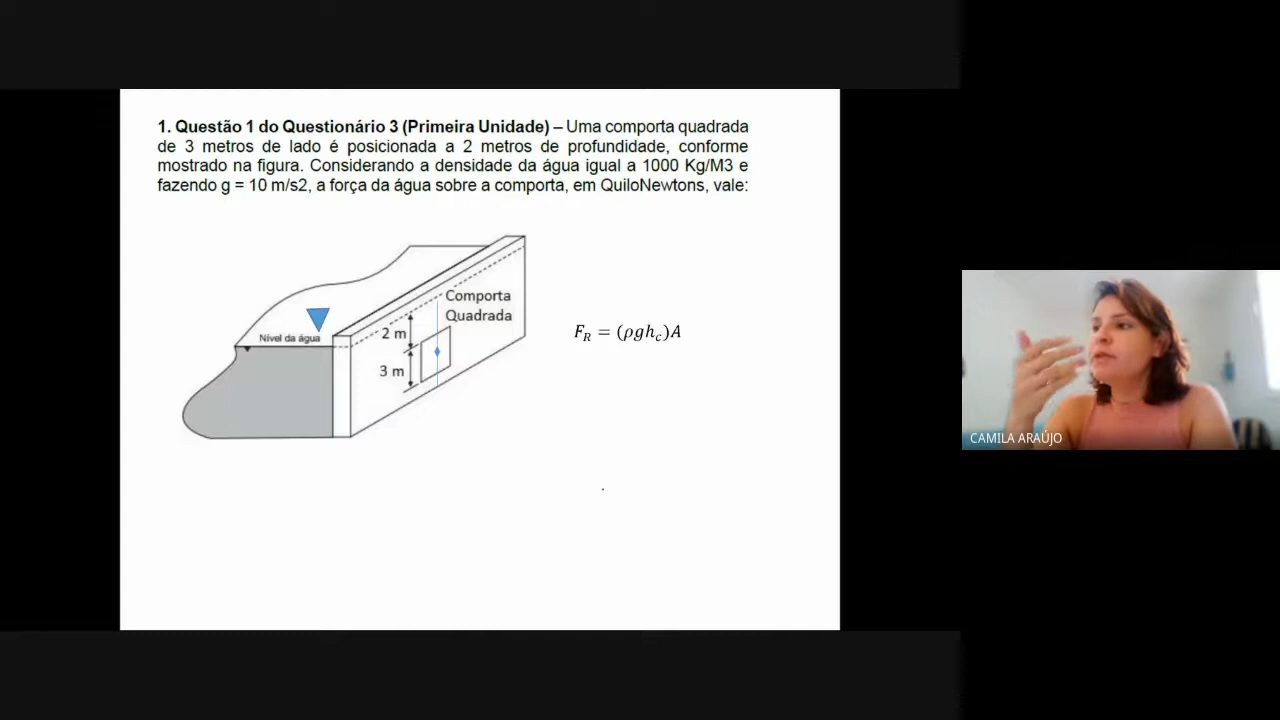 1. Questão 1 do Questionário 3 (Primeira Unidade) – Uma comporta quadrada
de 3 metros de lado é posicionada a 2 metros de profundidade, conforme
mostrado na figura. Considerando a densidade da água igual a 1000 Kg/M3 e
fazendo g = 10 m/s2, a força da água sobre a comporta, em QuiloNewtons, vale:
Comporta
Quadrada
Nível da água
2 m
3 m
F_R = (ρgh_c)A
CAMILA ARAÚJO